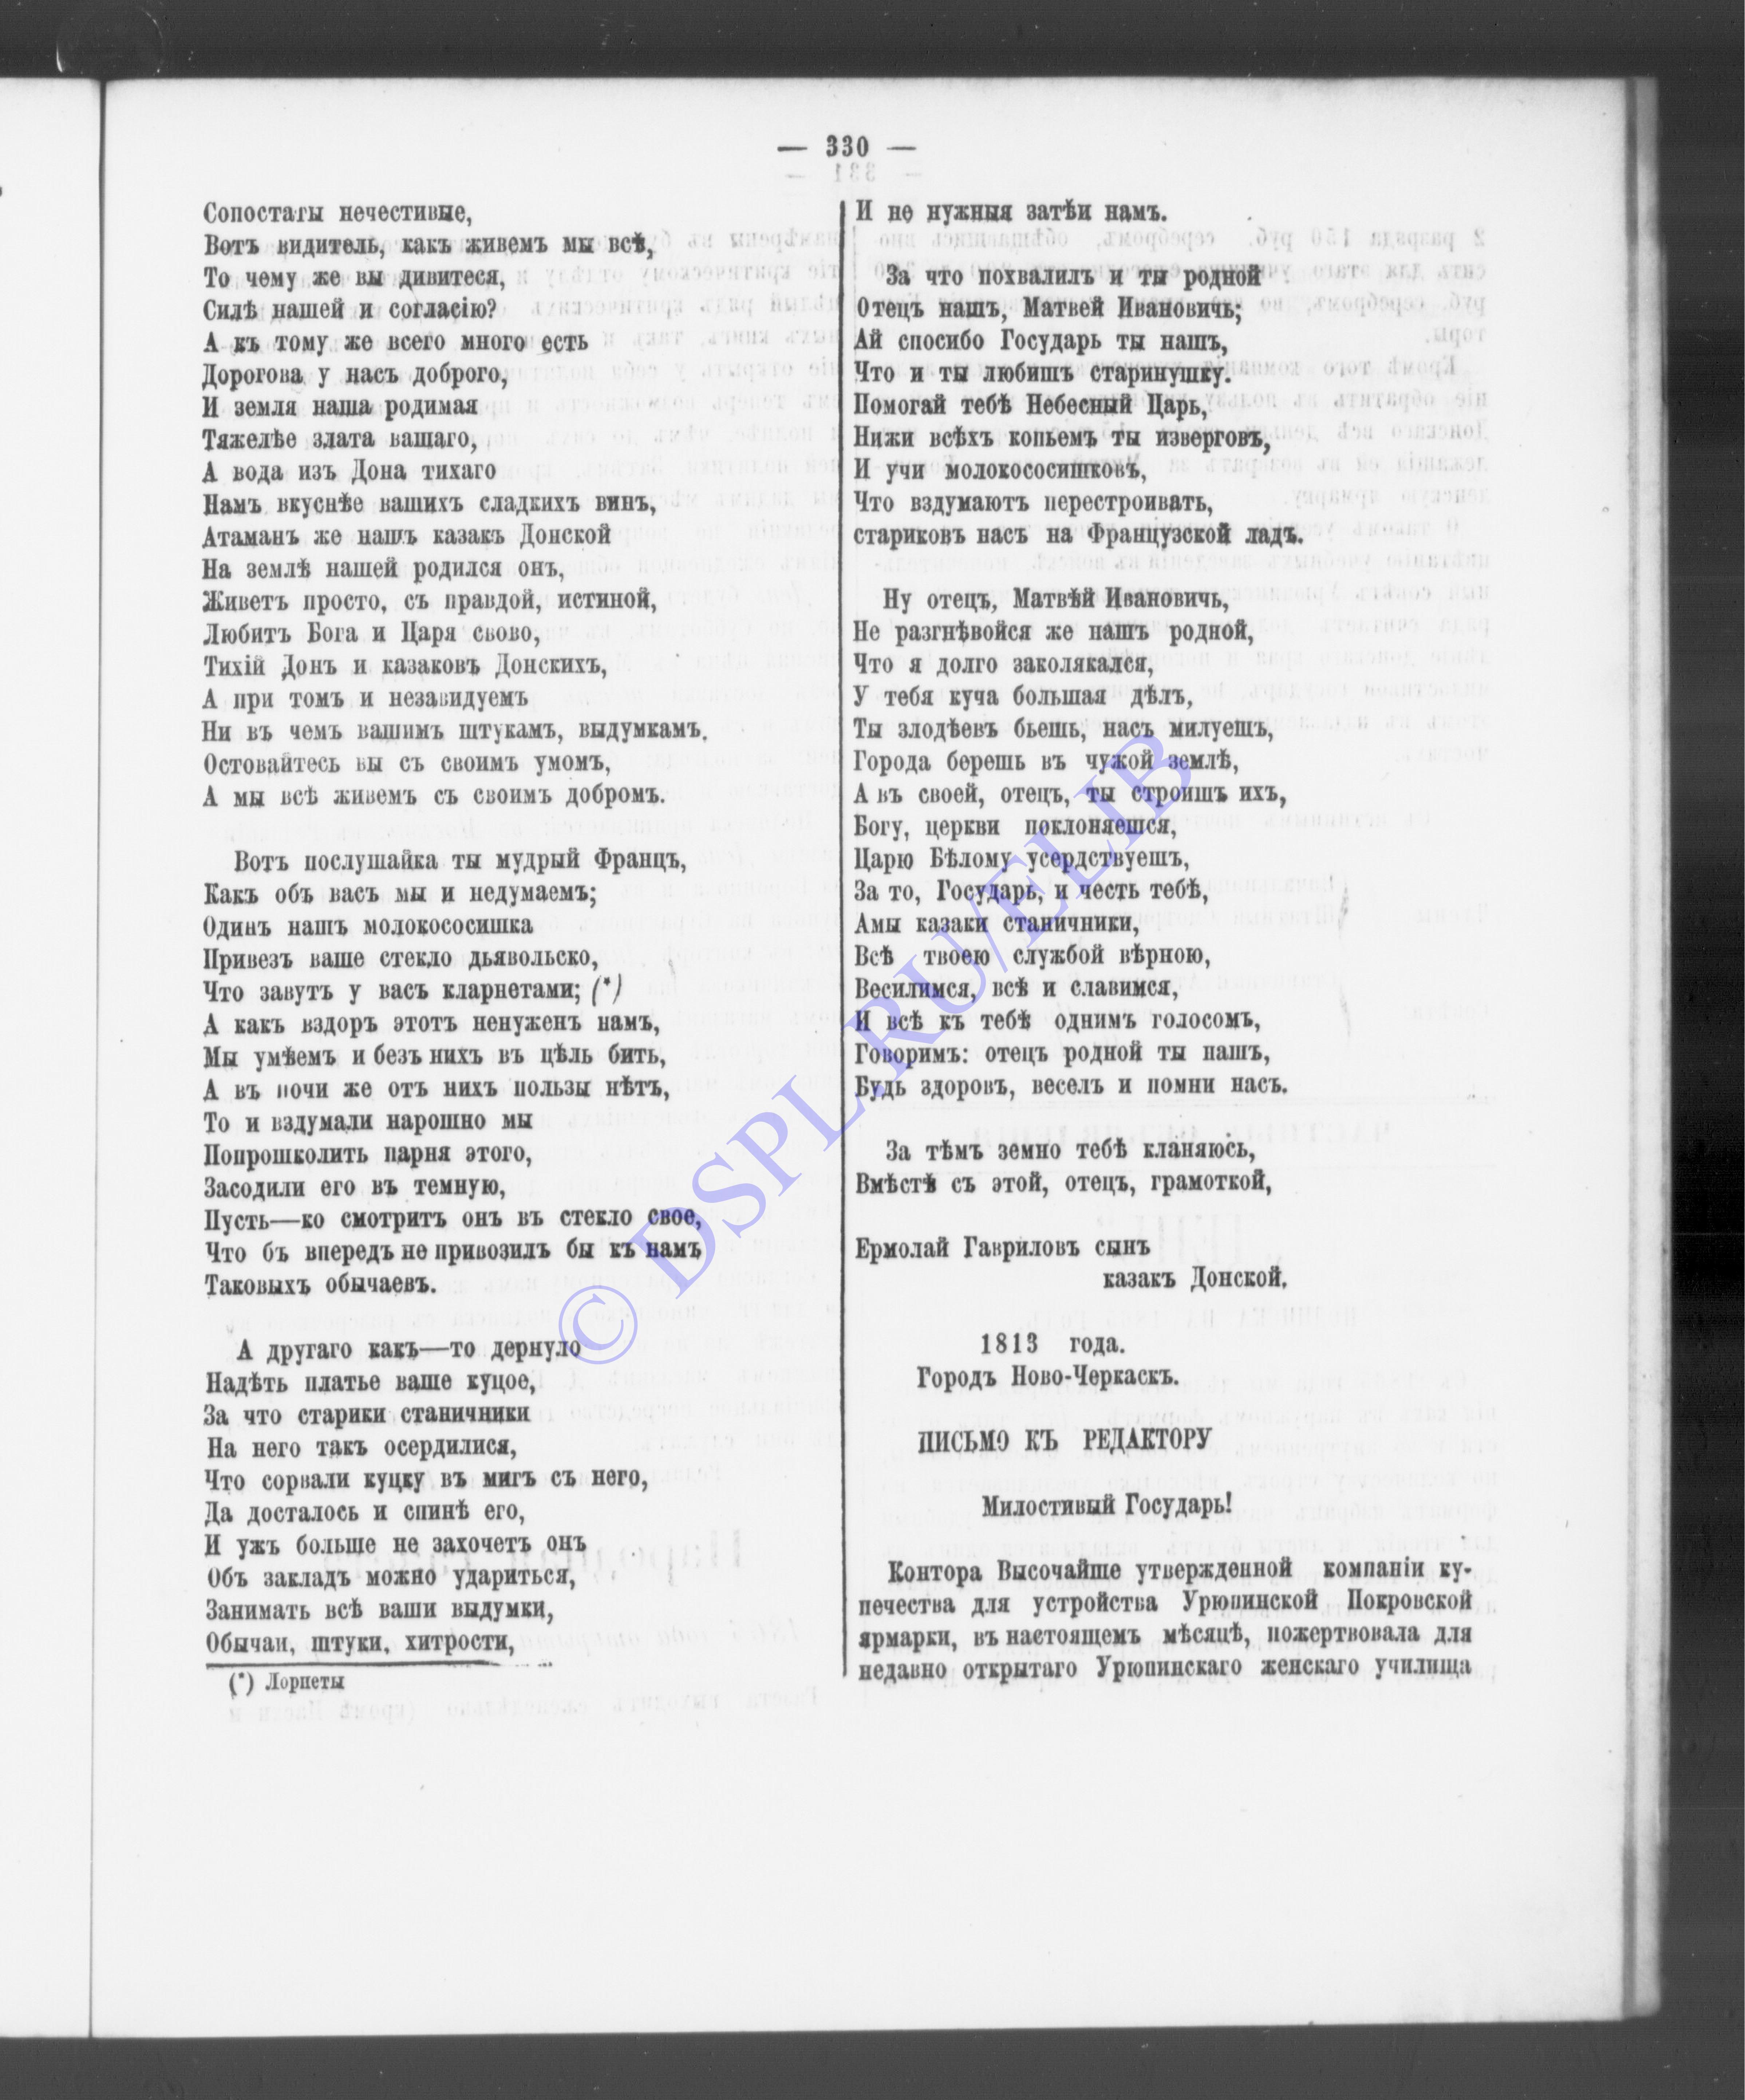 — 330 —
Сопостаты нечестивые,
Вотъ видитель, какъ живемъ мы всѣ,
То чему же вы дивитеся,
Силѣ нашей и согласію?
А къ тому же всего много есть
Дорогова у насъ доброго,
И земля наша родимая
Тяжелѣе злата вашаго,
А вода изъ Дона тихаго
Намъ вкуснѣе вашихъ сладкихъ винъ,
Атаманъ же нашъ казакъ Донской
На землѣ нашей родился онъ,
Живетъ просто, съ правдой, истиной,
Любитъ Бога и Царя свово,
Тихій Донъ и казаковъ Донскихъ,
А при томъ и незавидуемъ
Ни въ чемъ вашимъ штукамъ, выдумкамъ.
Остовайтесь вы съ своимъ умомъ,
А мы всѣ живемъ съ своимъ добромъ.
Вотъ послушайка ты мудрый Францъ,
Какъ объ васъ мы и недумаемъ;
Одинъ нашъ молокососишка
Привезъ ваше стекло дьявольско,
Что завутъ у васъ кларнетами; (*)
А какъ вздоръ этотъ ненуженъ намъ,
Мы умѣемъ и безъ нихъ въ цѣль бить,
А въ ночи же отъ нихъ пользы нѣтъ,
То и вздумали нарошно мы
Попрошколить парня этого,
Засодили его въ темную,
Пусть—ко смотритъ онъ въ стекло свое,
Что бъ впередъ не привозилъ бы къ намъ
Таковыхъ обычаевъ.
А другаго какъ—то дернуло
Надѣть платье ваше куцое,
За что старики станичники
На него такъ осердилися,
Что сорвали куцку въ мигъ съ него,
Да досталось и спинѣ его,
И ужъ больше не захочетъ онъ
Объ закладъ можно удариться,
Занимать всѣ ваши выдумки,
Обычаи, штуки, хитрости,
(*) Лорнеты
И не нужныя затѣи намъ.
За что похвалилъ и ты родной
Отецъ нашъ, Матвей Ивановичь;
Ай спосибо Государь ты нашъ,
Что и ты любишъ старинушку.
Помогай тебѣ Небесный Царь,
Нижи всѣхъ копьемъ ты изверговъ,
И учи молокососишковъ,
Что вздумаютъ перестроивать,
стариковъ насъ на Французской ладъ.
Ну отецъ, Матвѣй Ивановичь,
Не разгнѣвойся же нашъ родной,
Что я долго заколякался,
У тебя куча большая дѣлъ,
Ты злодѣевъ бьешь, насъ милуешъ,
Города берешь въ чужой землѣ,
А въ своей, отецъ, ты строишъ ихъ,
Богу, церкви поклоняешся,
Царю Бѣлому усердствуешъ,
За то, Государь, и честь тебѣ,
Амы казаки станичники,
Всѣ твоею службой вѣрною,
Весилимся, всѣ и славимся,
И всѣ къ тебѣ однимъ голосомъ,
Говоримъ: отецъ родной ты нашъ,
Будь здоровъ, веселъ и помни насъ.
За тѣмъ земно тебѣ кланяюсь,
Вмѣстѣ съ этой, отецъ, грамоткой,
Ермолай Гавриловъ сынъ
казакъ Донской.
1813 года.
Городъ Ново-Черкаскъ.
ПИСЬМО КЪ РЕДАКТОРУ
Милостивый Государь!
Контора Высочайше утвержденной компаніи ку-
печества для устройства Урюпинской Покровской
ярмарки, въ настоящемъ мѣсяцѣ, пожертвовала для
недавно открытаго Урюпинскаго женскаго училища
© DSPL.RU/ELIB